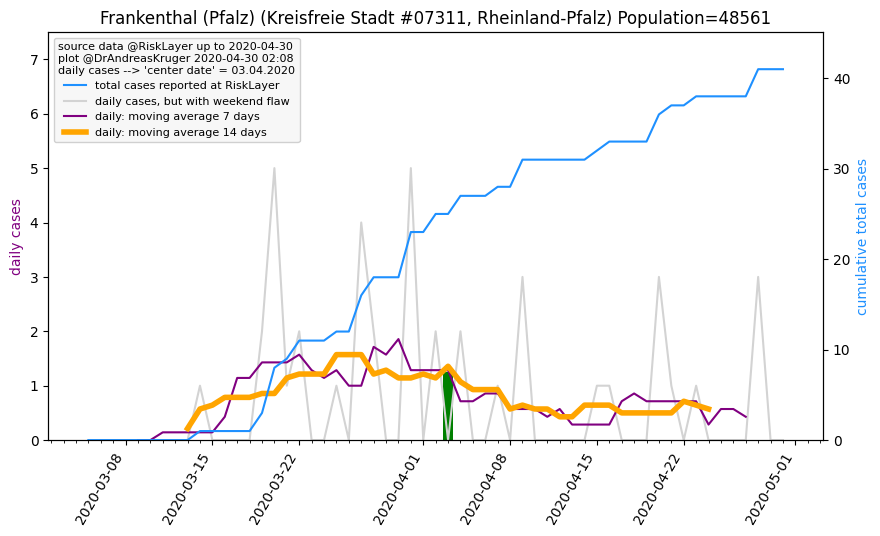 Frankenthal (Pfalz) (Kreisfreie Stadt #07311, Rheinland-Pfalz) Population=48561
source data @RiskLayer up to 2020-04-30
plot @DrAndreasKruger 2020-04-30 02:08
daily cases --> 'center date' = 03.04.2020
total cases reported at RiskLayer
daily cases, but with weekend flaw
daily: moving average 7 days
daily: moving average 14 days
daily cases
7
6
5
4
3
2
1
0
cumulative total cases
40
30
20
10
0
2020-03-08
2020-03-15
2020-03-22
2020-04-01
2020-04-08
2020-04-15
2020-04-22
2020-05-01